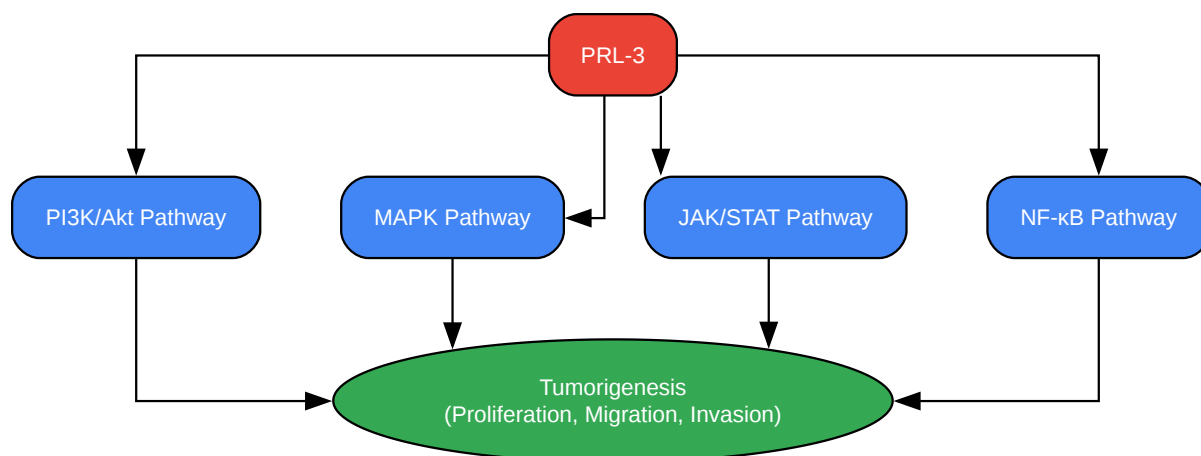 PRL-3
PI3K/Akt Pathway
MAPK Pathway
JAK/STAT Pathway
NF-κB Pathway
Tumorigenesis
(Proliferation, Migration, Invasion)